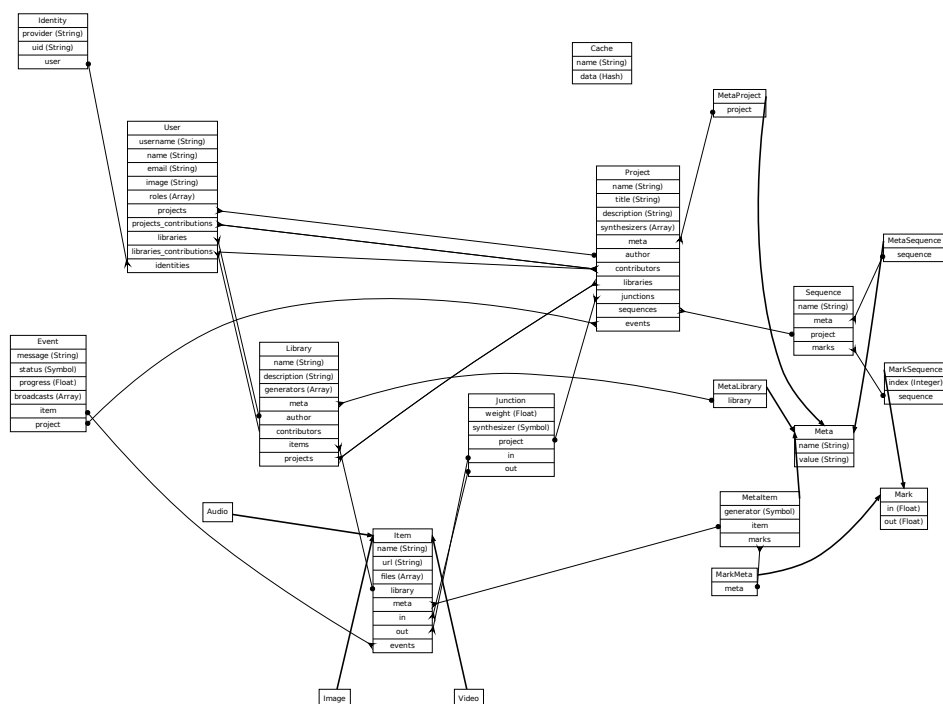 Identity
provider (String)
uid (String)
user
Cache
name (String)
data (Hash)
MetaProject
project
User
username (String)
name (String)
email (String)
image (String)
roles (Array)
projects
projects_contributions
libraries
libraries_contributions
identities
Project
name (String)
title (String)
description (String)
synthesizers (Array)
meta
author
contributors
libraries
junctions
sequences
events
MetaSequence
sequence
Sequence
name (String)
meta
project
marks
Event
message (String)
status (Symbol)
progress (Float)
broadcasts (Array)
item
project
Library
name (String)
description (String)
generators (Array)
meta
author
contributors
items
projects
MarkSequence
index (Integer)
sequence
MetaLibrary
library
Junction
weight (Float)
synthesizer (Symbol)
project
in
out
Meta
name (String)
value (String)
MetaItem
generator (Symbol)
item
marks
Mark
in (Float)
out (Float)
Audio
Item
name (String)
url (String)
files (Array)
library
meta
in
out
events
MarkMeta
meta
Image
Video